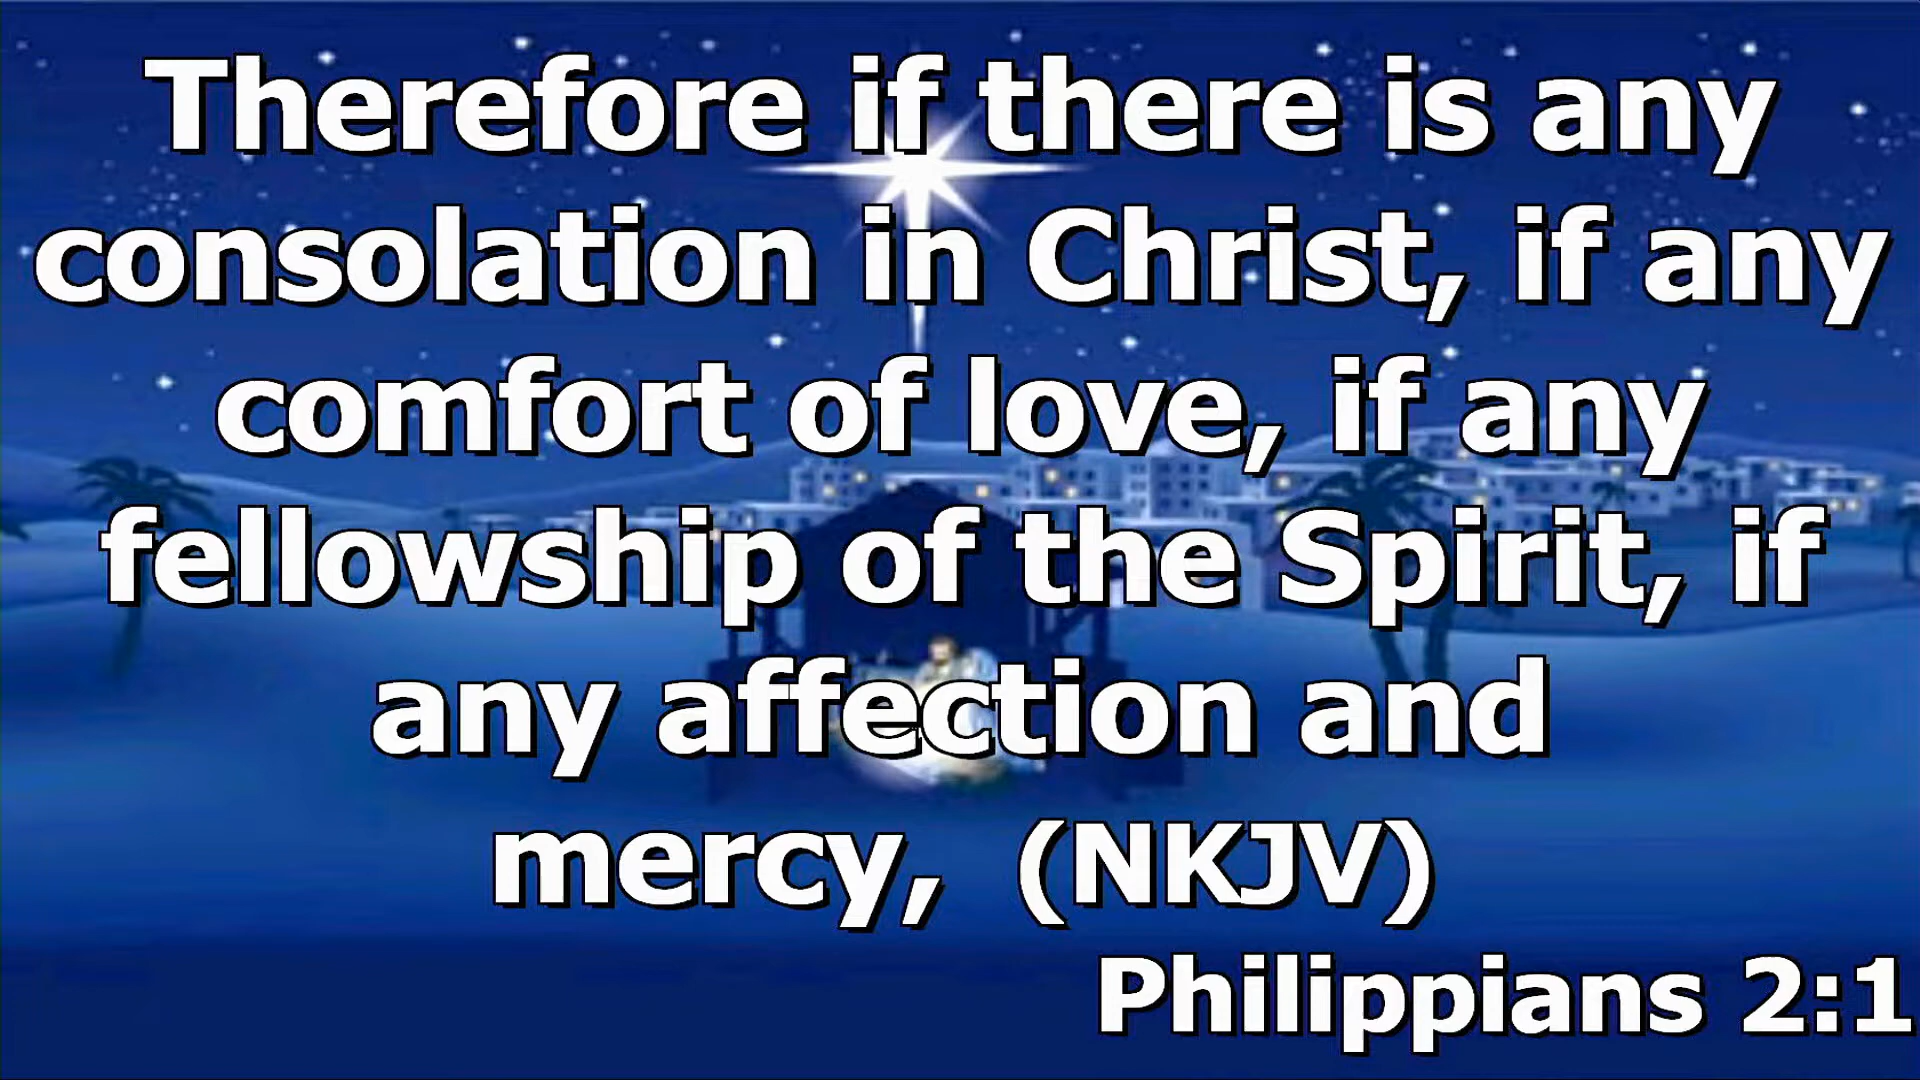 Therefore if there is any
consolation in Christ, if any
comfort of love, if any
fellowship of the Spirit, if
any affection and
mercy, (NKJV)
Philippians 2:1